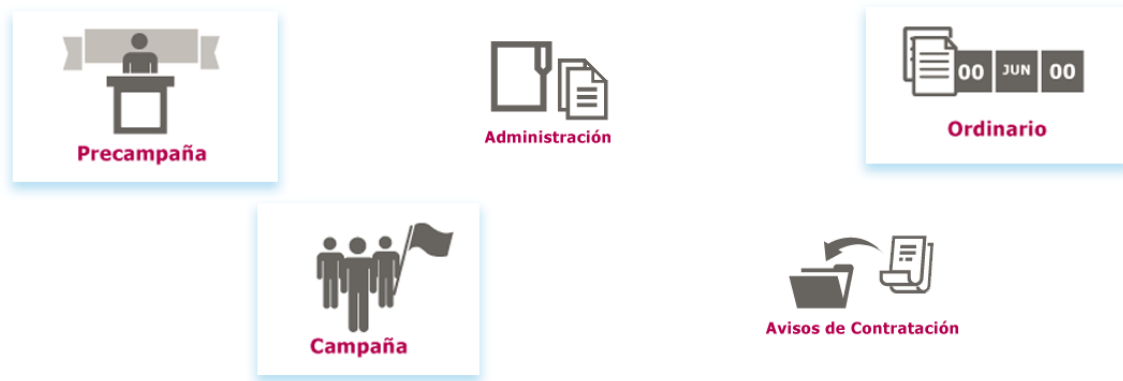 Precampaña
Administración
00 JUN 00
Ordinario
Campaña
Avisos de Contratación